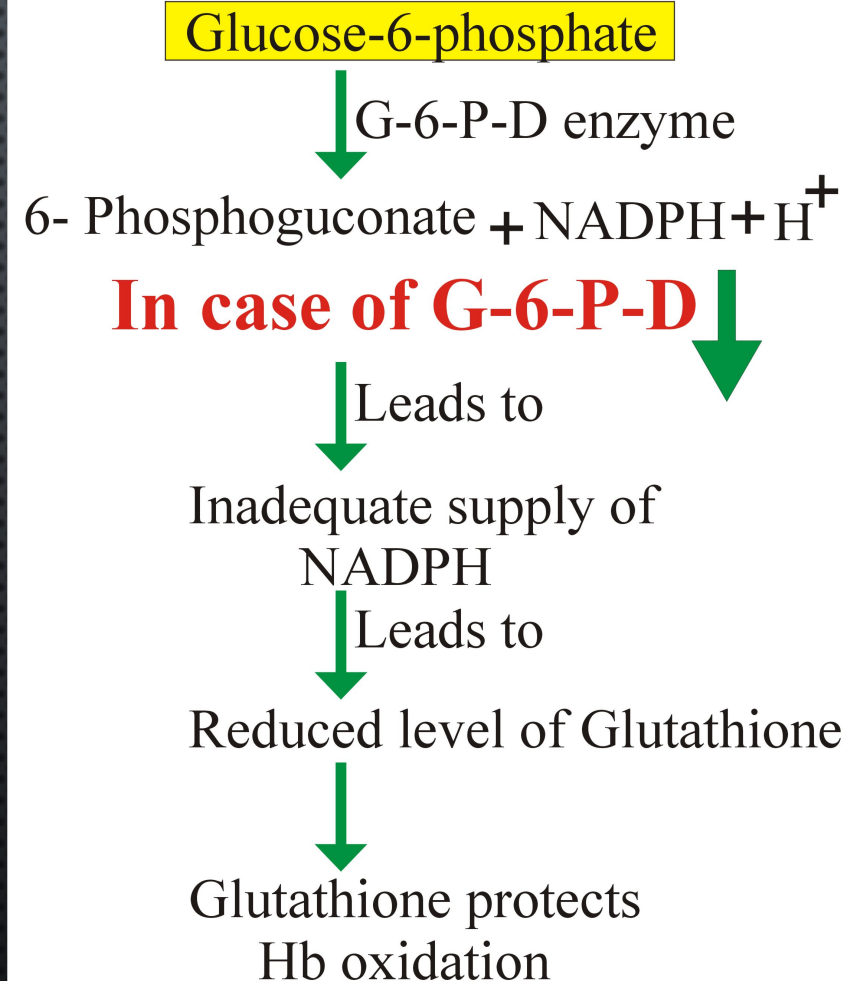 Glucose-6-phosphate
G-6-P-D enzyme
6- Phosphoguconate + NADPH + H+
In case of G-6-P-D
Leads to
Inadequate supply of
NADPH
Leads to
Reduced level of Glutathione
Glutathione protects
Hb oxidation